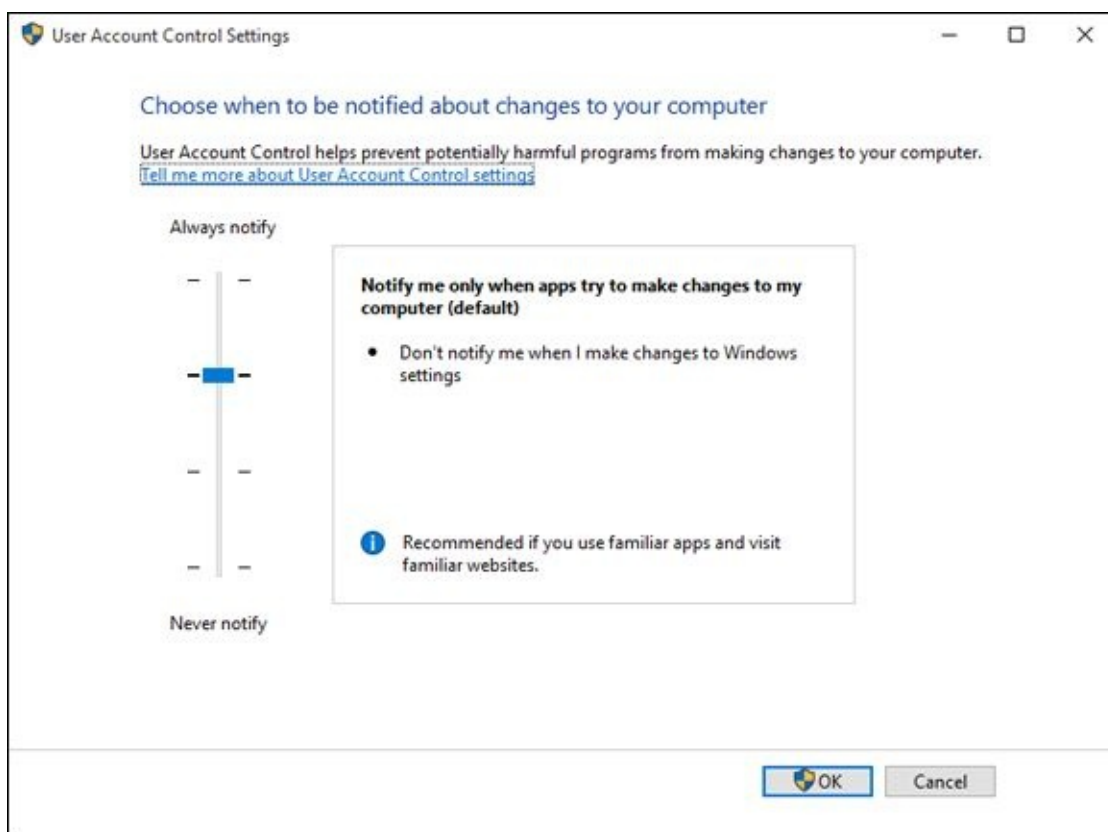 User Account Control Settings
Choose when to be notified about changes to your computer
User Account Control helps prevent potentially harmful programs from making changes to your computer.
Tell me more about User Account Control settings
Always notify
Notify me only when apps try to make changes to my
computer (default)
• Don't notify me when I make changes to Windows
settings
Recommended if you use familiar apps and visit
familiar websites.
Never notify
OK
Cancel